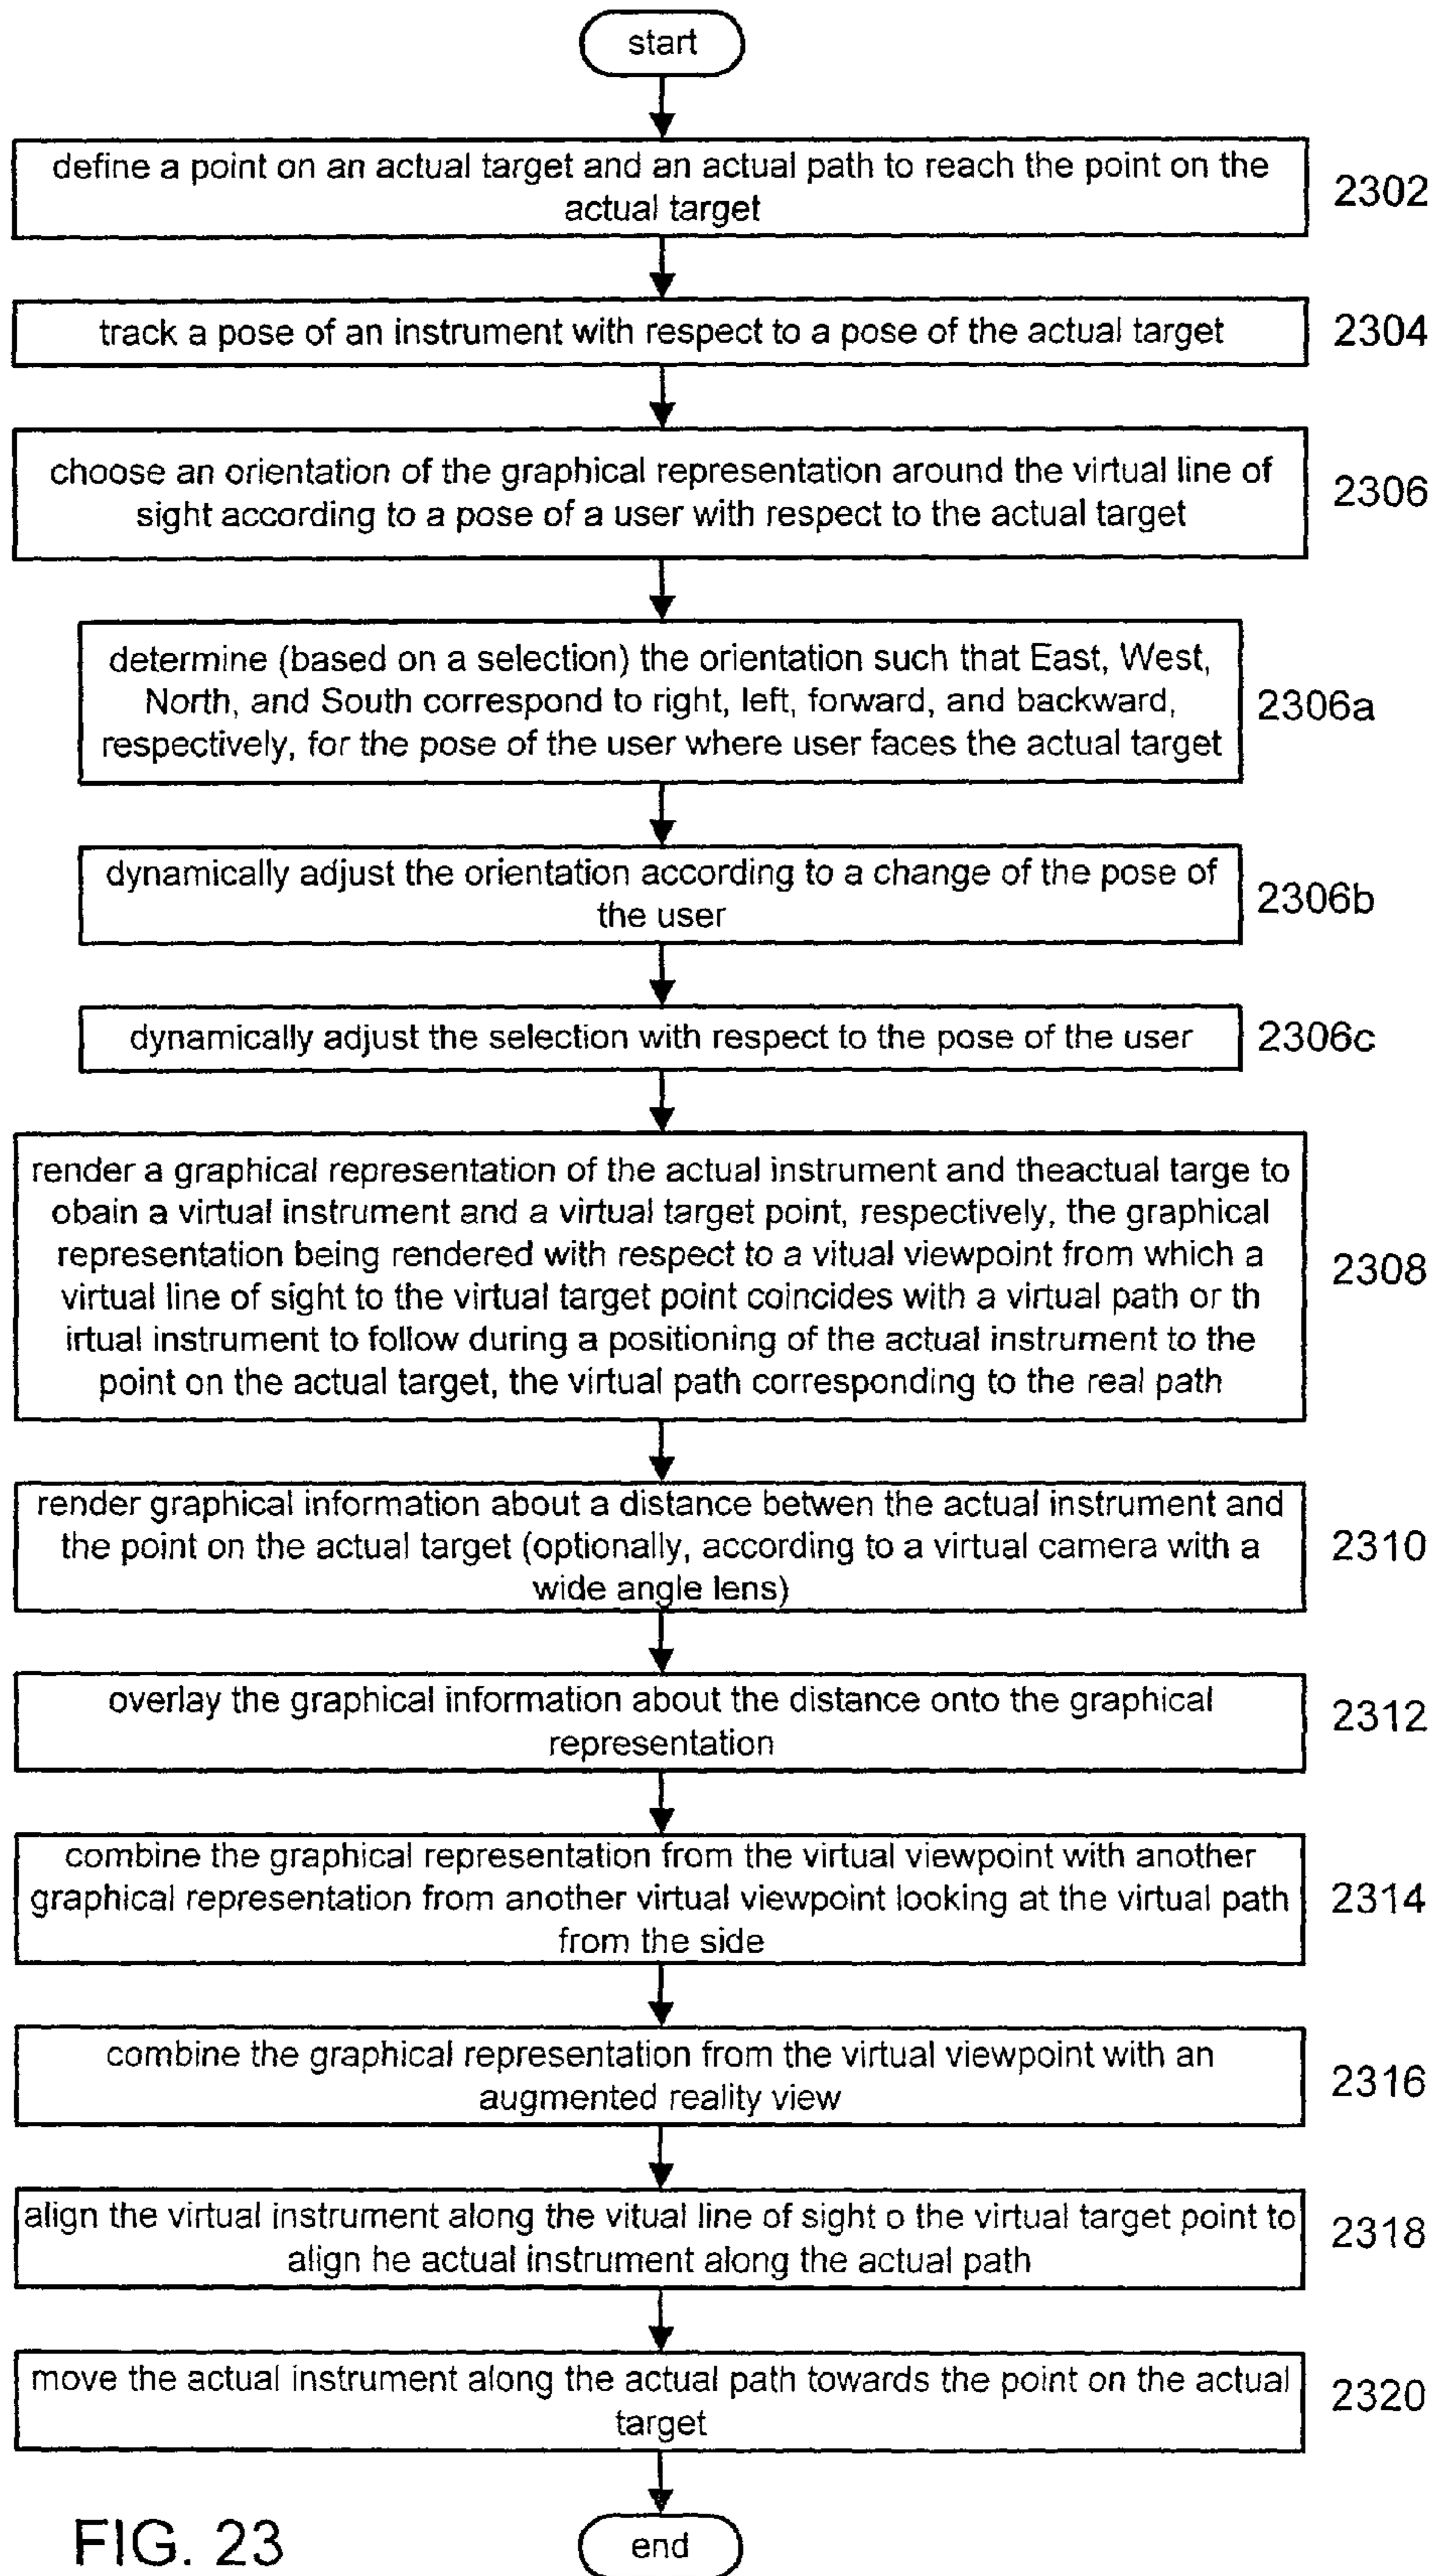 start
define a point on an actual target and an actual path to reach the point on the
actual target
2302
track a pose of an instrument with respect to a pose of the actual target
2304
choose an orientation of the graphical representation around the virtual line of
sight according to a pose of a user with respect to the actual target
2306
determine (based on a selection) the orientation such that East, West,
North, and South correspond to right, left, forward, and backward,
respectively, for the pose of the user where user faces the actual target
2306a
dynamically adjust the orientation according to a change of the pose of
the user
2306b
dynamically adjust the selection with respect to the pose of the user
2306c
render a graphical representation of the actual instrument and theactual targe to
obain a virtual instrument and a virtual target point, respectively, the graphical
representation being rendered with respect to a vitual viewpoint from which a
virtual line of sight to the virtual target point coincides with a virtual path or th
irtual instrument to follow during a positioning of the actual instrument to the
point on the actual target, the virtual path corresponding to the real path
2308
render graphical information about a distance betwen the actual instrument and
the point on the actual target (optionally, according to a virtual camera with a
wide angle lens)
2310
overlay the graphical information about the distance onto the graphical
representation
2312
combine the graphical representation from the virtual viewpoint with another
graphical representation from another virtual viewpoint looking at the virtual path
from the side
2314
combine the graphical representation from the virtual viewpoint with an
augmented reality view
2316
align the virtual instrument along the vitual line of sight o the virtual target point to
align he actual instrument along the actual path
2318
move the actual instrument along the actual path towards the point on the actual
target
2320
end
FIG. 23